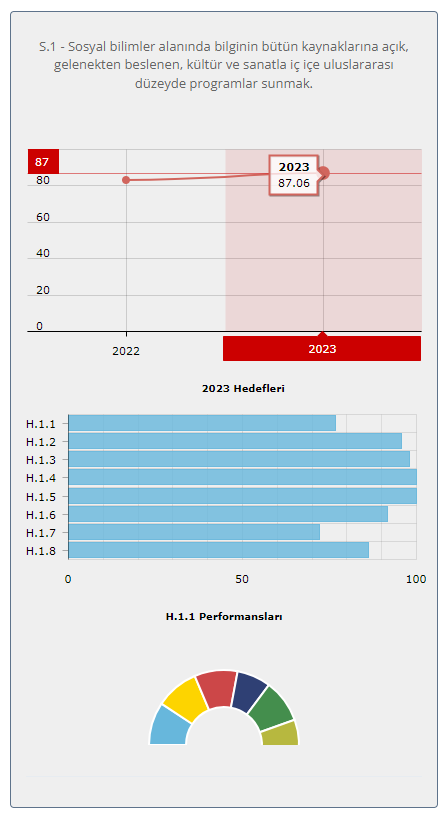 S.1 - Sosyal bilimler alanında bilginin bütün kaynaklarına açık,
gelenekten beslenen, kültür ve sanatla iç içe uluslararası
düzeyde programlar sunmak.
87
2023
87.06
80
60
40
20
0
2022
2023
2023 Hedefleri
H.1.1
H.1.2
H.1.3
H.1.4
H.1.5
H.1.6
H.1.7
H.1.8
0 50 100
H.1.1 Performansları